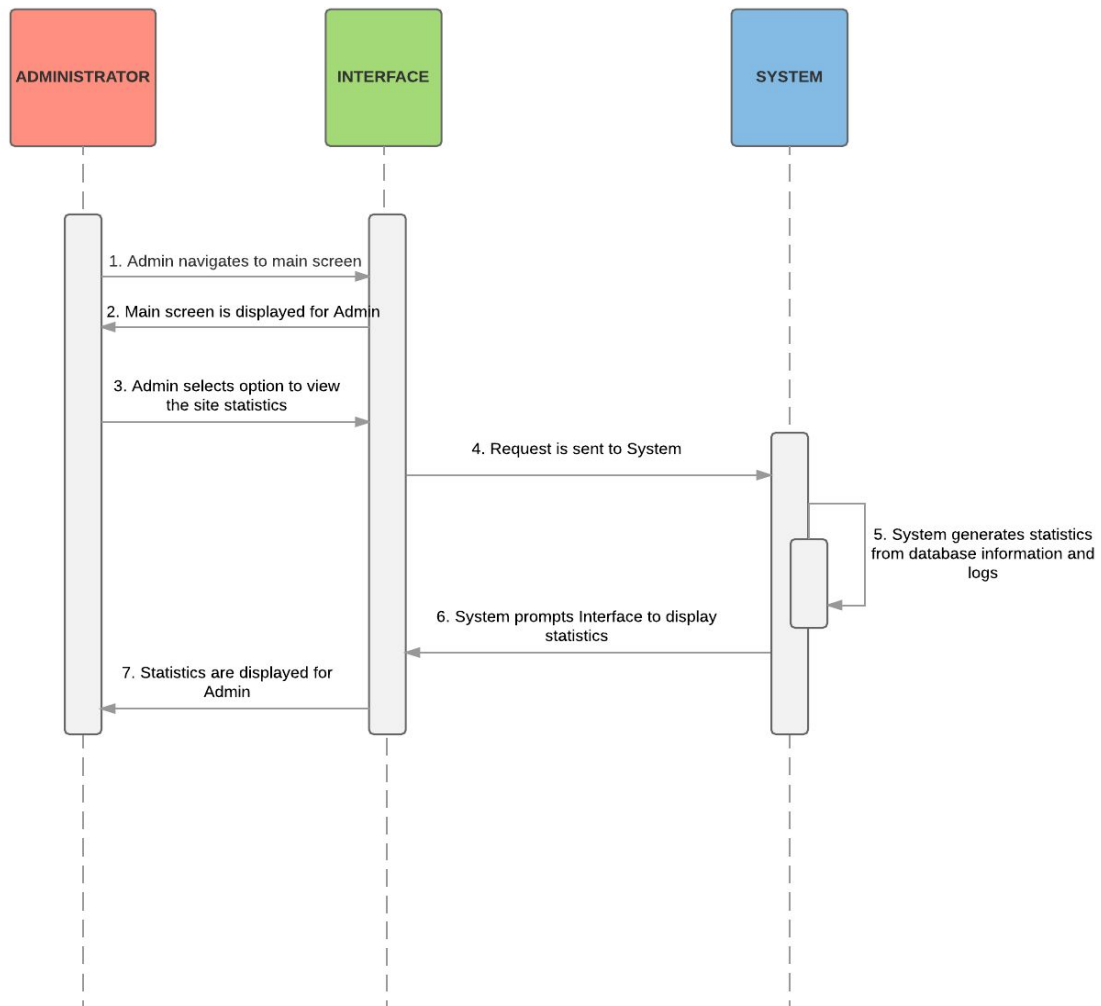 ADMINISTRATOR
INTERFACE
SYSTEM
1. Admin navigates to main screen
2. Main screen is displayed for Admin
3. Admin selects option to view
the site statistics
4. Request is sent to System
5. System generates statistics
from database information and
logs
6. System prompts Interface to display
statistics
7. Statistics are displayed for
Admin